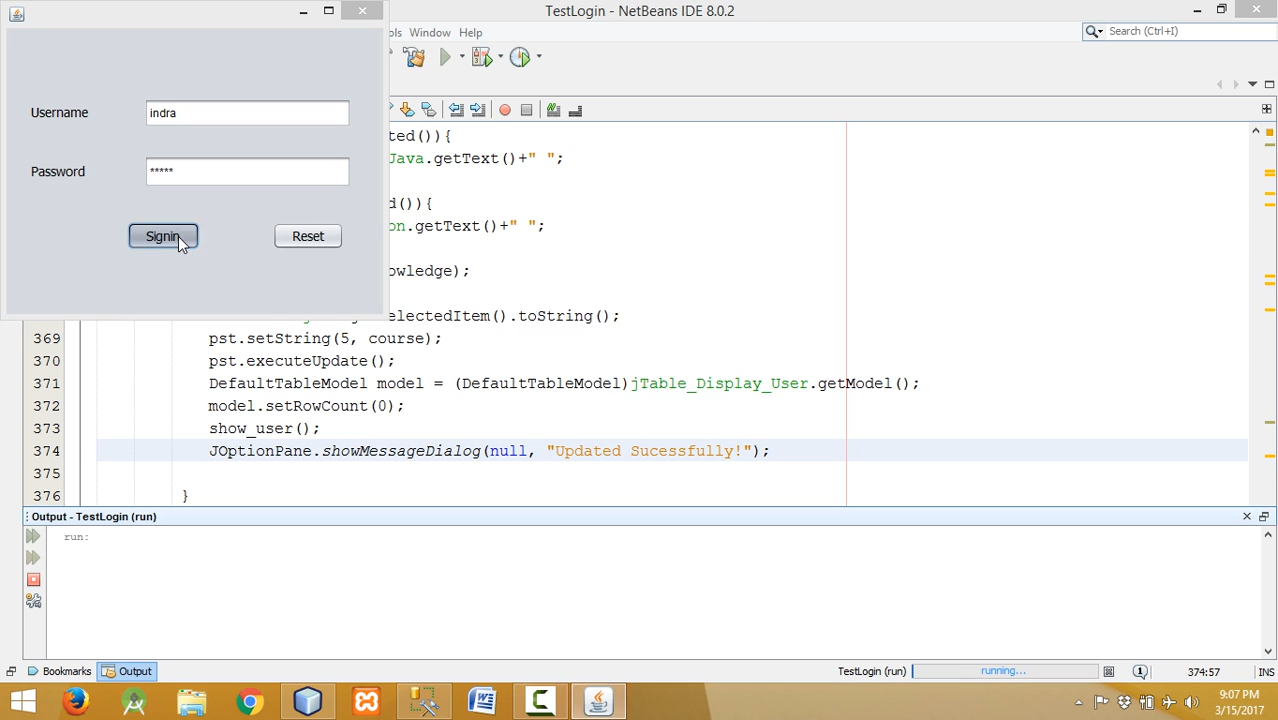 TestLogin - NetBeans IDE 8.0.2
Window Help
Search (Ctrl+I)
Username indra
Password *****
Signin Reset
ted()){
Java.getText()+" ";
d()){
on.getText()+" ";
owledge);
electedItem().toString();
369 pst.setString(5, course);
370 pst.executeUpdate();
371 DefaultTableModel model = (DefaultTableModel)jTable_Display_User.getModel();
372 model.setRowCount(0);
373 show_user();
374 JOptionPane.showMessageDialog(null, "Updated Sucessfully!");
375
376 }
Output - TestLogin (run)
run:
Bookmarks Output TestLogin (run) running... 1 374:57 INS
9:07 PM
3/15/2017